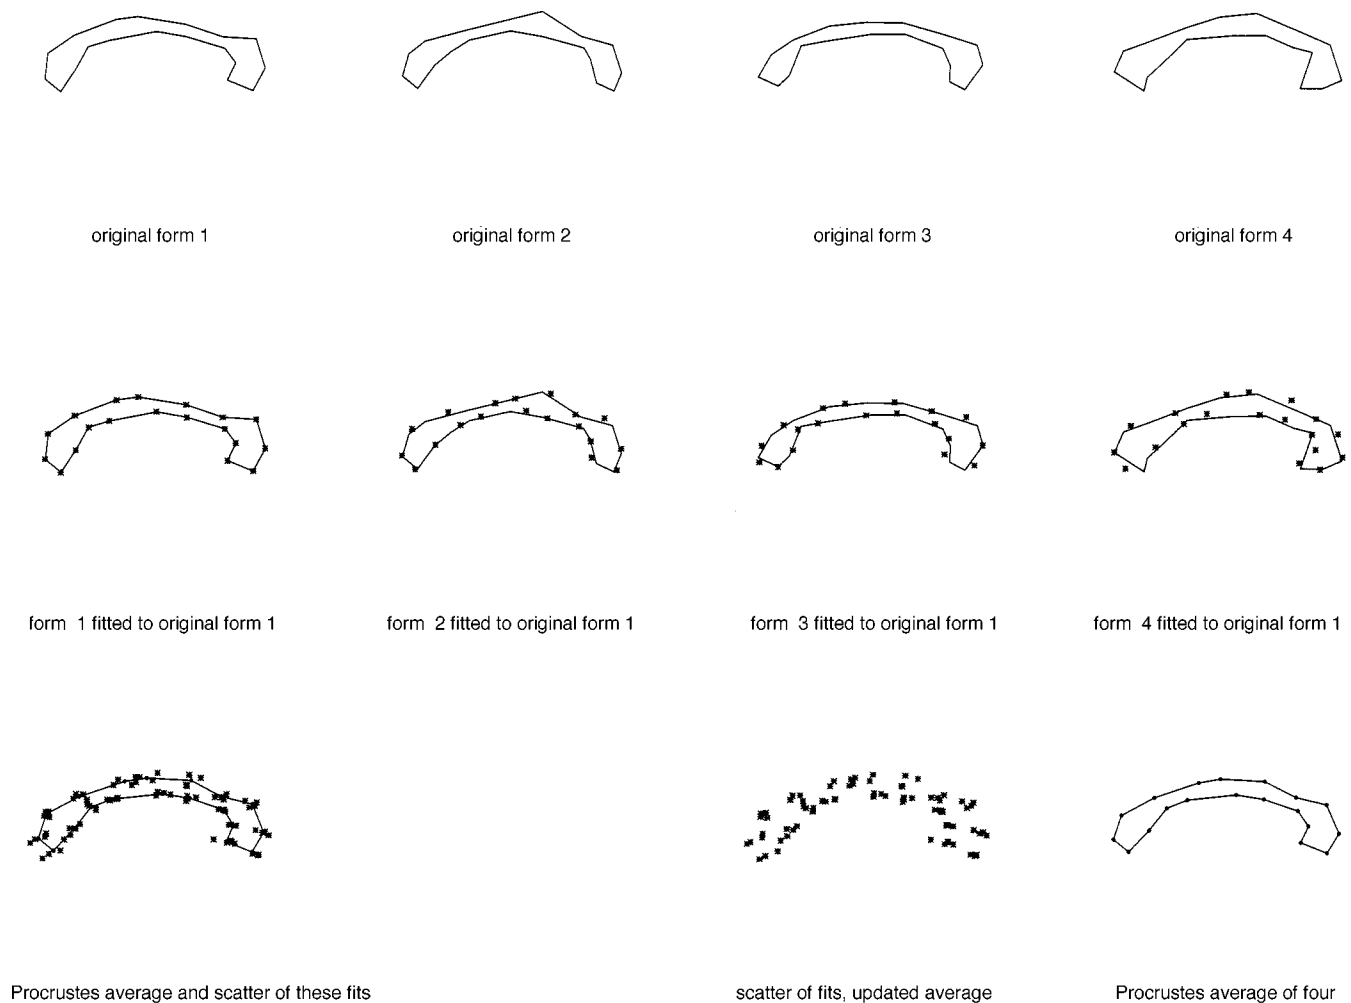 original form 1
original form 2
original form 3
original form 4
form 1 fitted to original form 1
form 2 fitted to original form 1
form 3 fitted to original form 1
form 4 fitted to original form 1
Procrustes average and scatter of these fits
scatter of fits, updated average
Procrustes average of four